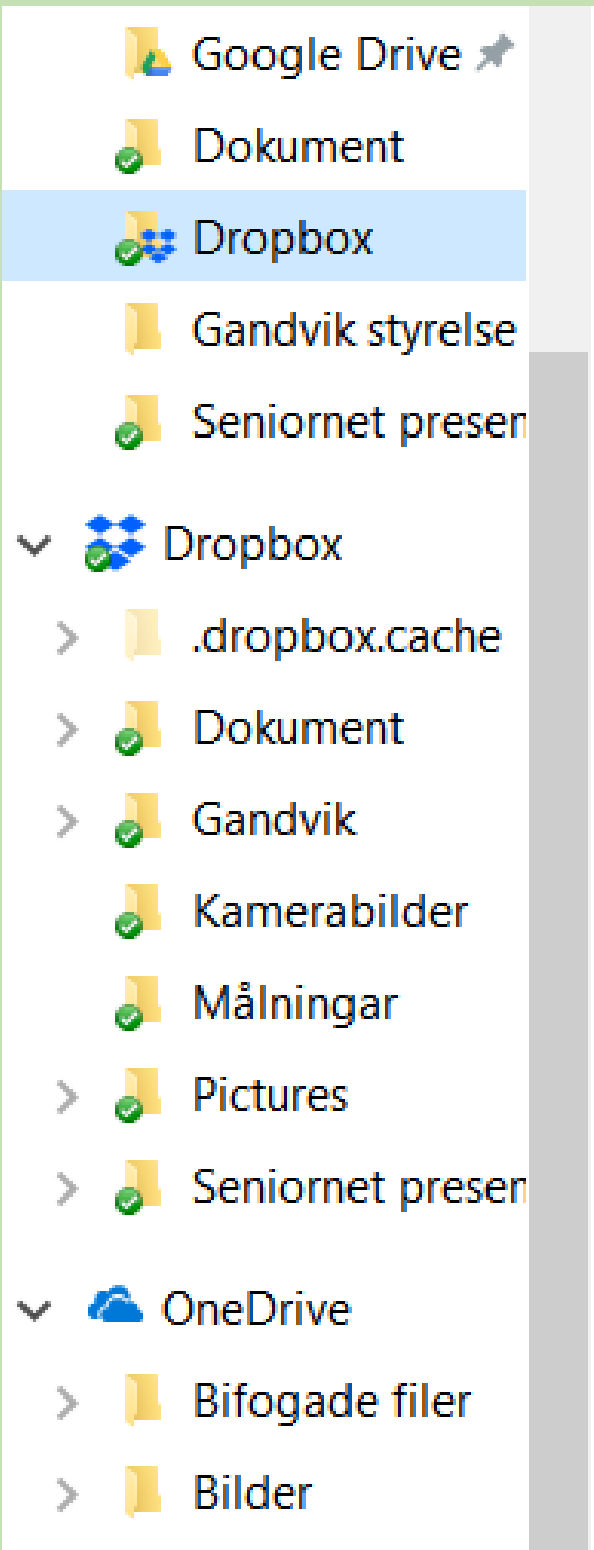 Google Drive
Dokument
Dropbox
Gandvik styrelse
Seniornet presen
Dropbox
.dropbox.cache
Dokument
Gandvik
Kamerabilder
Målningar
Pictures
Seniornet presen
OneDrive
Bifogade filer
Bilder